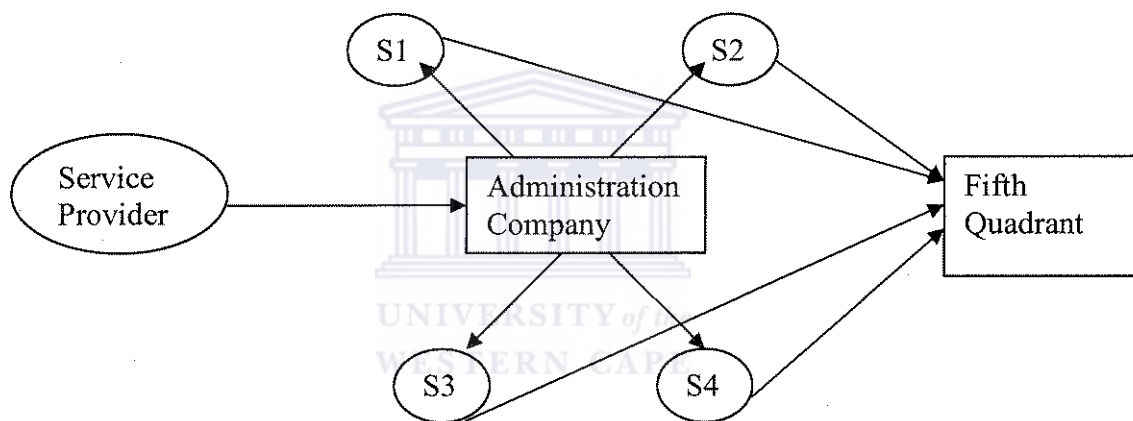 S1
S2
Service
Provider
Administration
Company
Fifth
Quadrant
UNIVERSITY of the
WESTERN CAPE
S3
S4